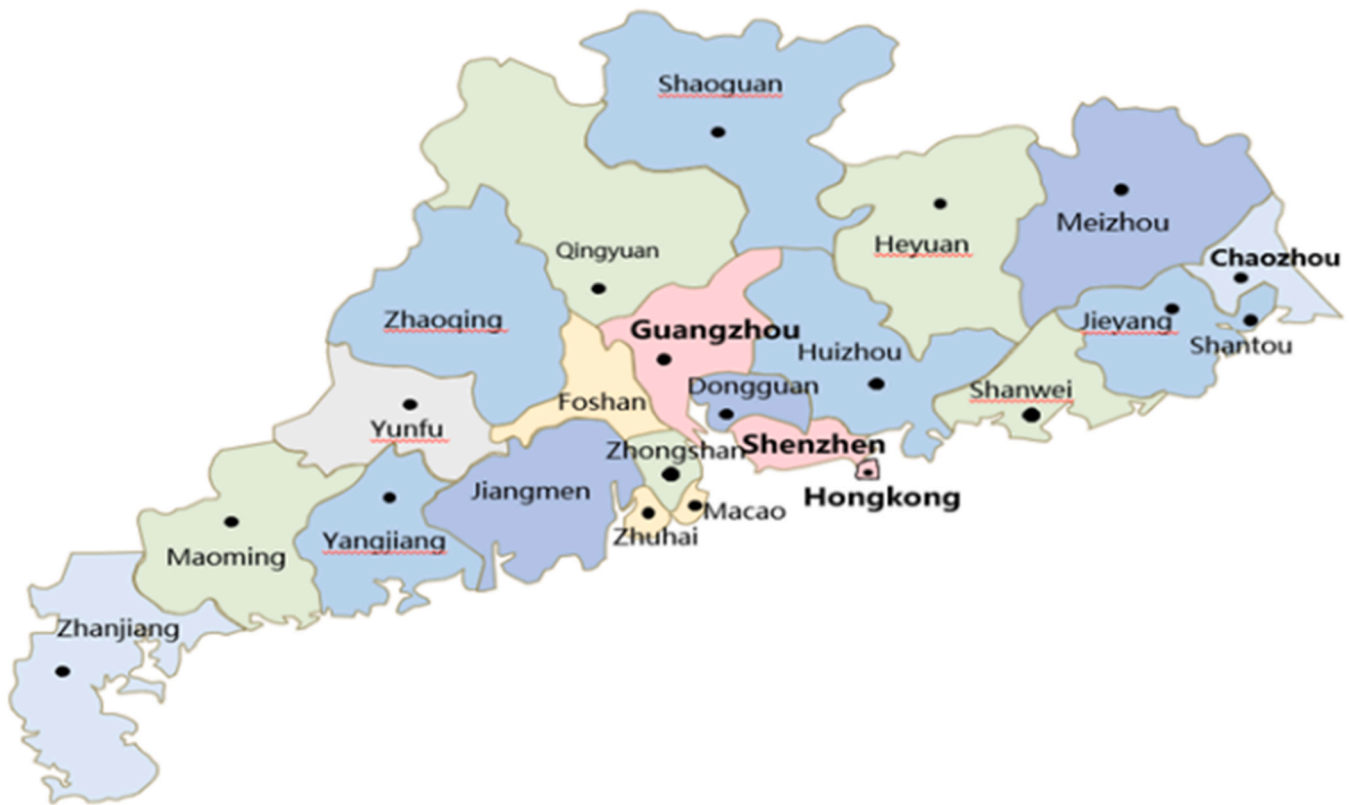 Shaoguan
Meizhou
Heyuan
Qingyuan
Chaozhou
Zhaoqing
Jieyang
Guangzhou
Shantou
Huizhou
Dongguan
Shanwei
Foshan
Yunfu
Shenzhen
Zhongshan
Jiangmen
Hongkong
Macao
Zhuhai
Yangjiang
Maoming
Zhanjiang